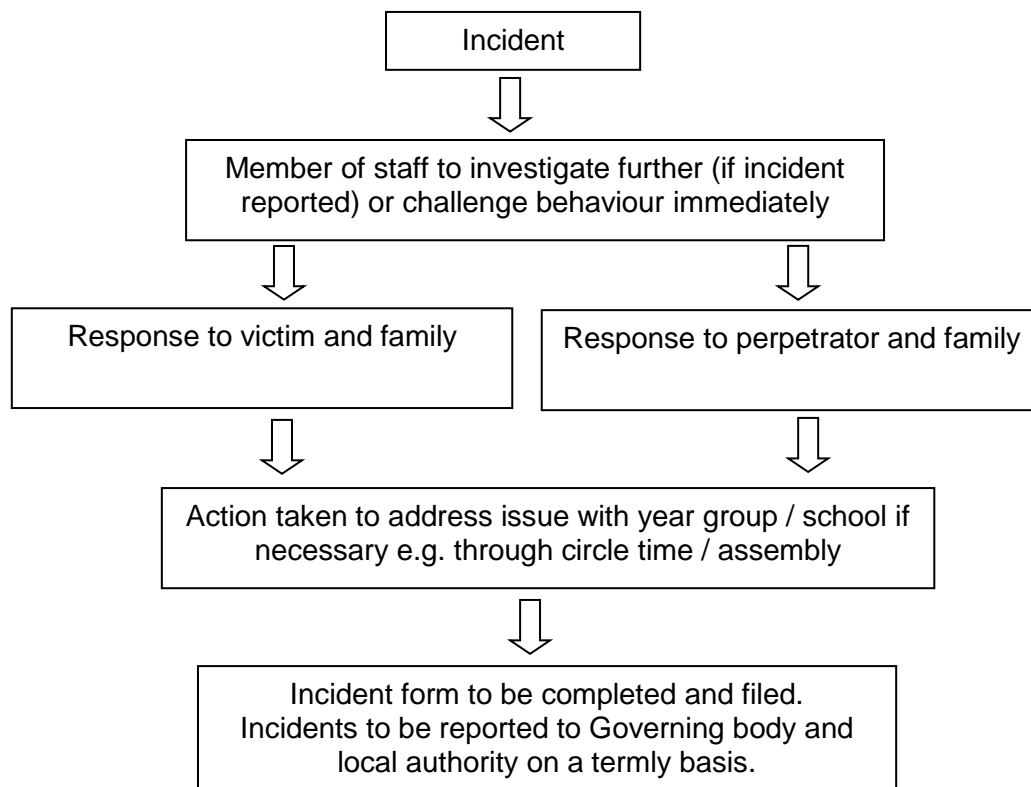 Incident
Member of staff to investigate further (if incident
reported) or challenge behaviour immediately
Response to victim and family
Response to perpetrator and family
Action taken to address issue with year group / school if
necessary e.g. through circle time / assembly
Incident form to be completed and filed.
Incidents to be reported to Governing body and
local authority on a termly basis.